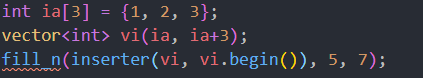 int ia[3] = {1, 2, 3};
vector<int> vi(ia, ia+3);
fill_n(inserter(vi, vi.begin()), 5, 7);